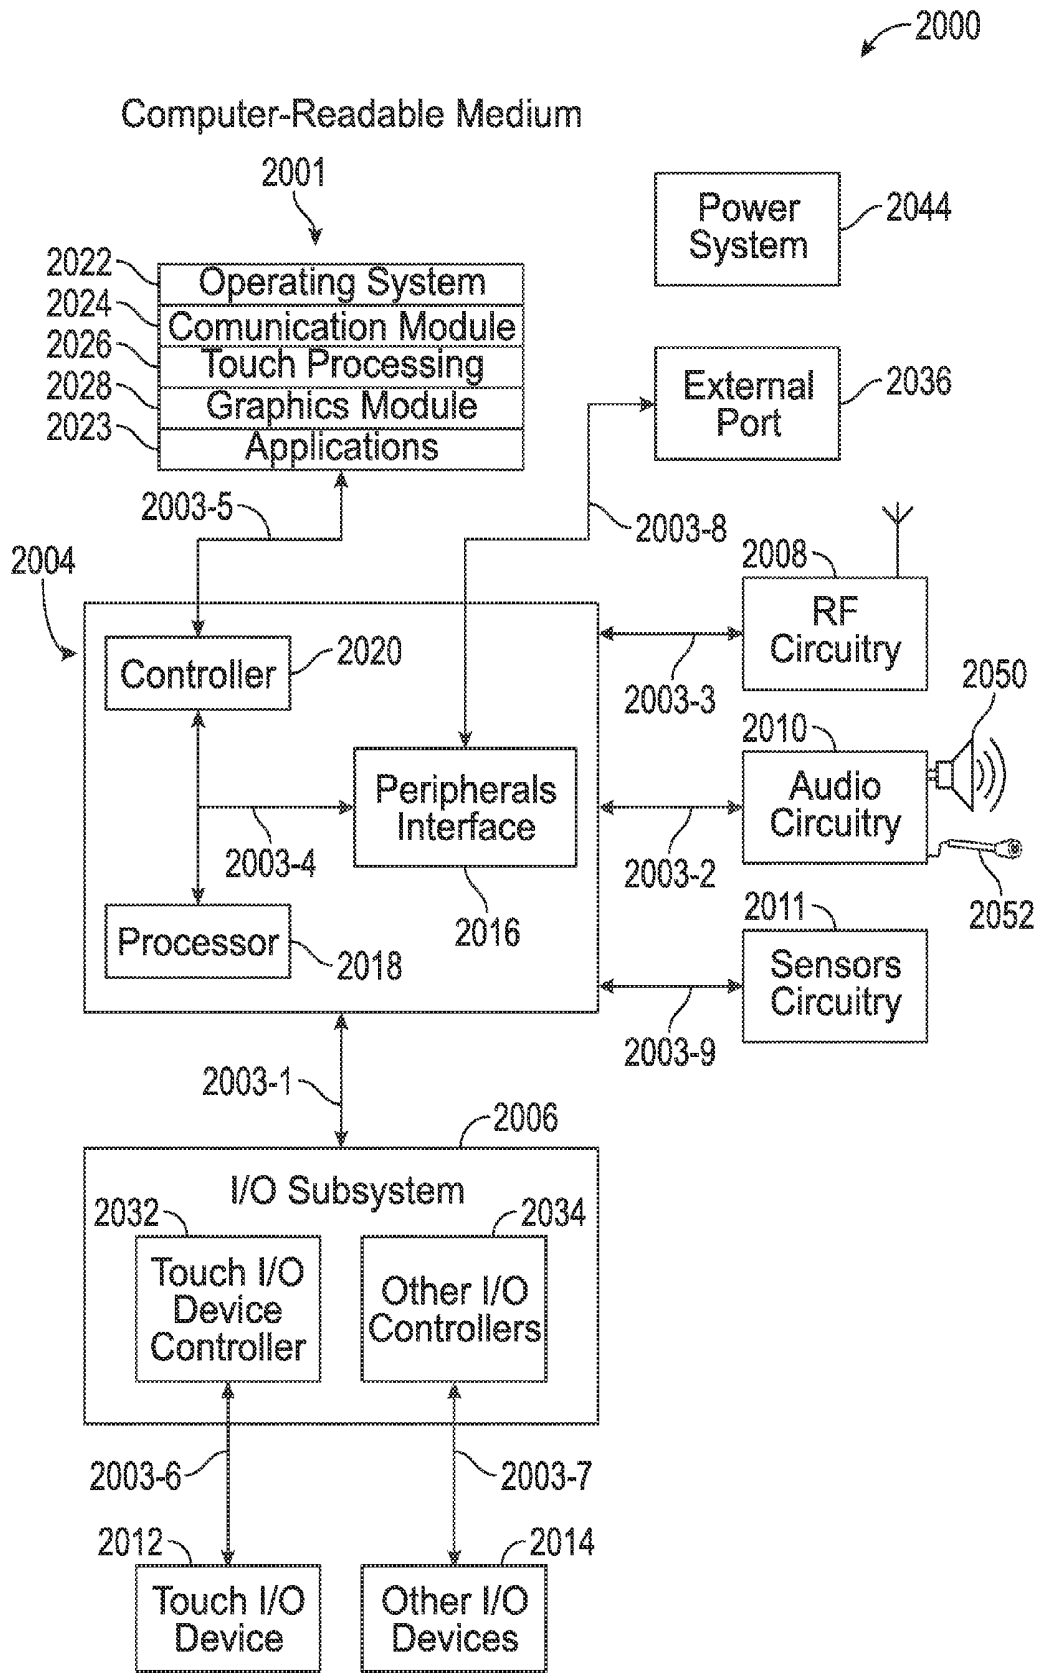 2000
Computer-Readable Medium
2001
Power
System
2044
2022
Operating System
2024
Comunication Module
2026
Touch Processing
2028
Graphics Module
2023
Applications
External
Port
2036
2003-5
2003-8
2004
2008
RF
Circuitry
Controller
2020
2003-3
2050
2010
Audio
Circuitry
Peripherals
Interface
2003-4
2003-2
2052
2016
Processor
2018
2011
Sensors
Circuitry
2003-9
2003-1
2006
I/O Subsystem
2032
2034
Touch I/O
Device
Controller
Other I/O
Controllers
2003-6
2003-7
2012
2014
Touch I/O
Device
Other I/O
Devices